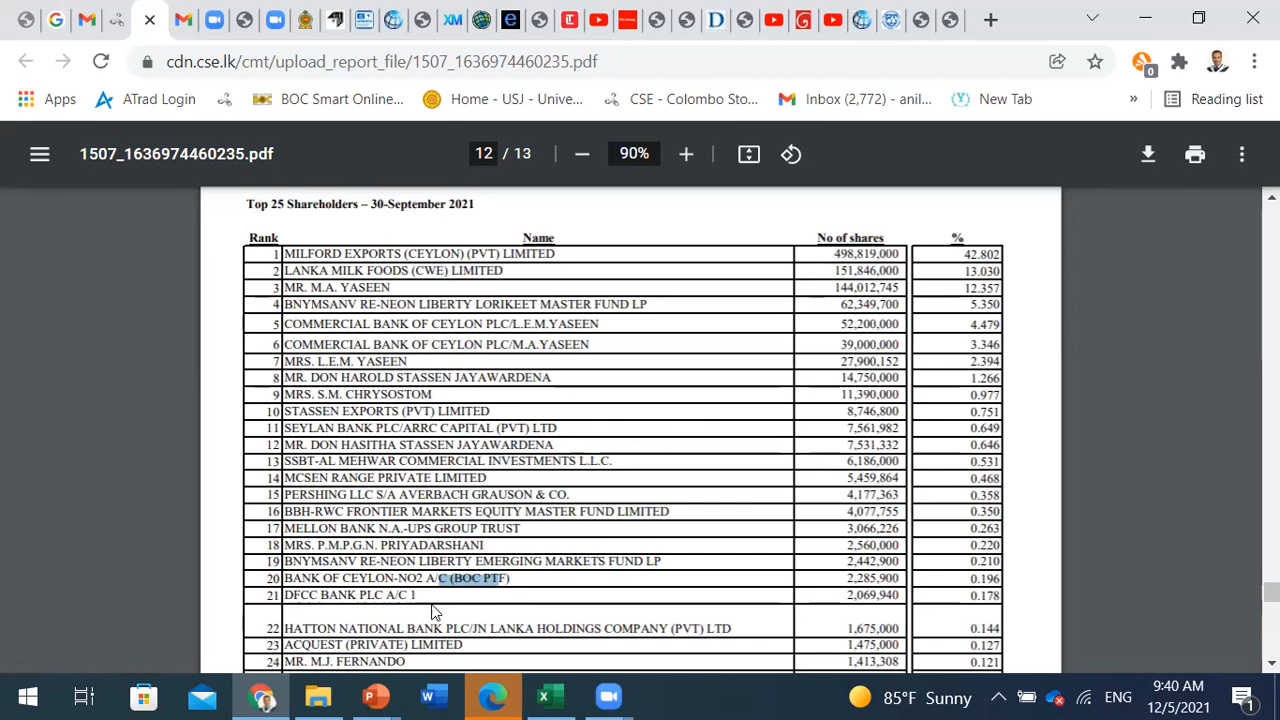 cdn.cse.lk/cmt/upload_report_file/1507_1636974460235.pdf
0
Apps
ATrad Login
BOC Smart Online...
Home - USJ - Unive...
CSE - Colombo Sto...
Inbox (2,772) - anil...
New Tab
»
Reading list
1507_1636974460235.pdf
12 / 13
90%
Top 25 Shareholders – 30-September 2021
Rank Name No of shares %
1 MILFORD EXPORTS (CEYLON) (PVT) LIMITED 498,819,000 42.802
2 LANKA MILK FOODS (CWE) LIMITED 151,846,000 13.030
3 MR. M.A. YASEEN 144,012,745 12.357
4 BNYMSANV RE-NEON LIBERTY LORIKEET MASTER FUND LP 62,349,700 5.350
5 COMMERCIAL BANK OF CEYLON PLC/L.E.M.YASEEN 52,200,000 4.479
6 COMMERCIAL BANK OF CEYLON PLC/M.A.YASEEN 39,000,000 3.346
7 MRS. L.E.M. YASEEN 27,900,152 2.394
8 MR. DON HAROLD STASSEN JAYAWARDENA 14,750,000 1.266
9 MRS. S.M. CHRYSOSTOM 11,390,000 0.977
10 STASSEN EXPORTS (PVT) LIMITED 8,746,800 0.751
11 SEYLAN BANK PLC/ARRC CAPITAL (PVT) LTD 7,561,982 0.649
12 MR. DON HASITHA STASSEN JAYAWARDENA 7,531,332 0.646
13 SSBT-AL MEHWAR COMMERCIAL INVESTMENTS L.L.C. 6,186,000 0.531
14 MCSEN RANGE PRIVATE LIMITED 5,459,864 0.468
15 PERSHING LLC S/A AVERBACH GRAUSON & CO. 4,177,363 0.358
16 BBH-RWC FRONTIER MARKETS EQUITY MASTER FUND LIMITED 4,077,755 0.350
17 MELLON BANK N.A.-UPS GROUP TRUST 3,066,226 0.263
18 MRS. P.M.P.G.N. PRIYADARSHANI 2,560,000 0.220
19 BNYMSANV RE-NEON LIBERTY EMERGING MARKETS FUND LP 2,442,900 0.210
20 BANK OF CEYLON-NO2 A/C (BOC PTF) 2,285,900 0.196
21 DFCC BANK PLC A/C 1 2,069,940 0.178
22 HATTON NATIONAL BANK PLC/JN LANKA HOLDINGS COMPANY (PVT) LTD 1,675,000 0.144
23 ACQUEST (PRIVATE) LIMITED 1,475,000 0.127
24 MR. M.J. FERNANDO 1,413,308 0.121
85°F Sunny
ENG
9:40 AM
12/5/2021
1